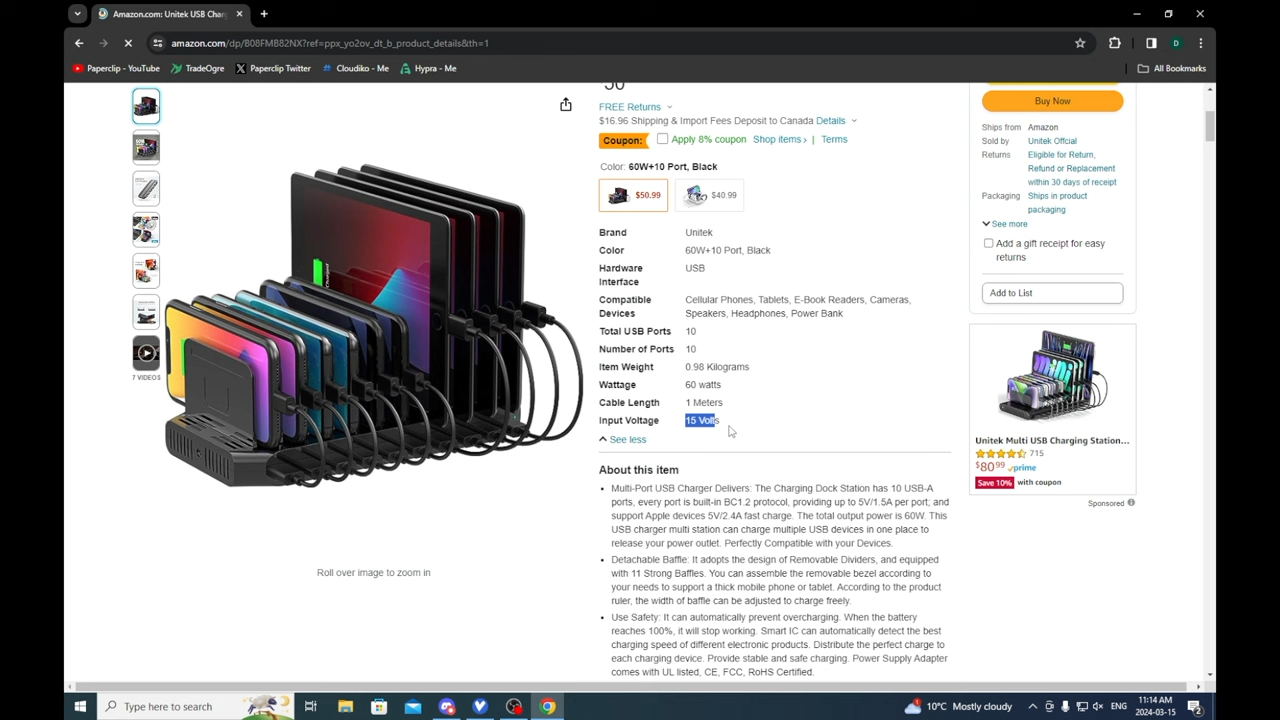 Amazon.com: Unitek USB Char
amazon.com/dp/B08FMB82NX?ref=ppx_yo2ov_dt_b_product_details&th=1
Paperclip - YouTube
TradeOgre
Paperclip Twitter
Cloudiko - Me
Hypra - Me
All Bookmarks
FREE Returns
$16.96 Shipping & Import Fees Deposit to Canada Details
Coupon: Apply 8% coupon Shop items > | Terms
Color: 60W+10 Port, Black
$50.99
$40.99
Brand Unitek
Color 60W+10 Port, Black
Hardware USB
Interface
Compatible Cellular Phones, Tablets, E-Book Readers, Cameras,
Devices Speakers, Headphones, Power Bank
Total USB Ports 10
Number of Ports 10
Item Weight 0.98 Kilograms
Wattage 60 watts
Cable Length 1 Meters
Input Voltage 15 Volts
See less
About this item
• Multi-Port USB Charger Delivers: The Charging Dock Station has 10 USB-A
ports, every port is built-in BC1.2 protocol, providing up to 5V/1.5A per port; and
support Apple devices 5V/2.4A fast charge. The total output power is 60W. This
USB charger multi station can charge multiple USB devices in one place to
release your power outlet. Perfectly Compatible with your Devices.
• Detachable Baffle: It adopts the design of Removable Dividers, and equipped
with 11 Strong Baffles. You can assemble the removable bezel according to
your needs to support a thick mobile phone or tablet. According to the product
ruler, the width of baffle can be adjusted to charge freely.
• Use Safety: It can automatically prevent overcharging. When the battery
reaches 100%, it will stop working. Smart IC can automatically detect the best
charging speed of different electronic products. Distribute the perfect charge to
each charging device. Provide stable and safe charging. Power Supply Adapter
comes with UL listed, CE, FCC, RoHS Certified.
7 VIDEOS
Roll over image to zoom in
Buy Now
Ships from Amazon
Sold by Unitek Offcial
Returns Eligible for Return,
Refund or Replacement
within 30 days of receipt
Packaging Ships in product
packaging
See more
Add a gift receipt for easy
returns
Add to List
Unitek Multi USB Charging Station...
715
$80.99 prime
Save 10% with coupon
Sponsored
Type here to search
10°C Mostly cloudy
ENG
11:14 AM
2024-03-15
2